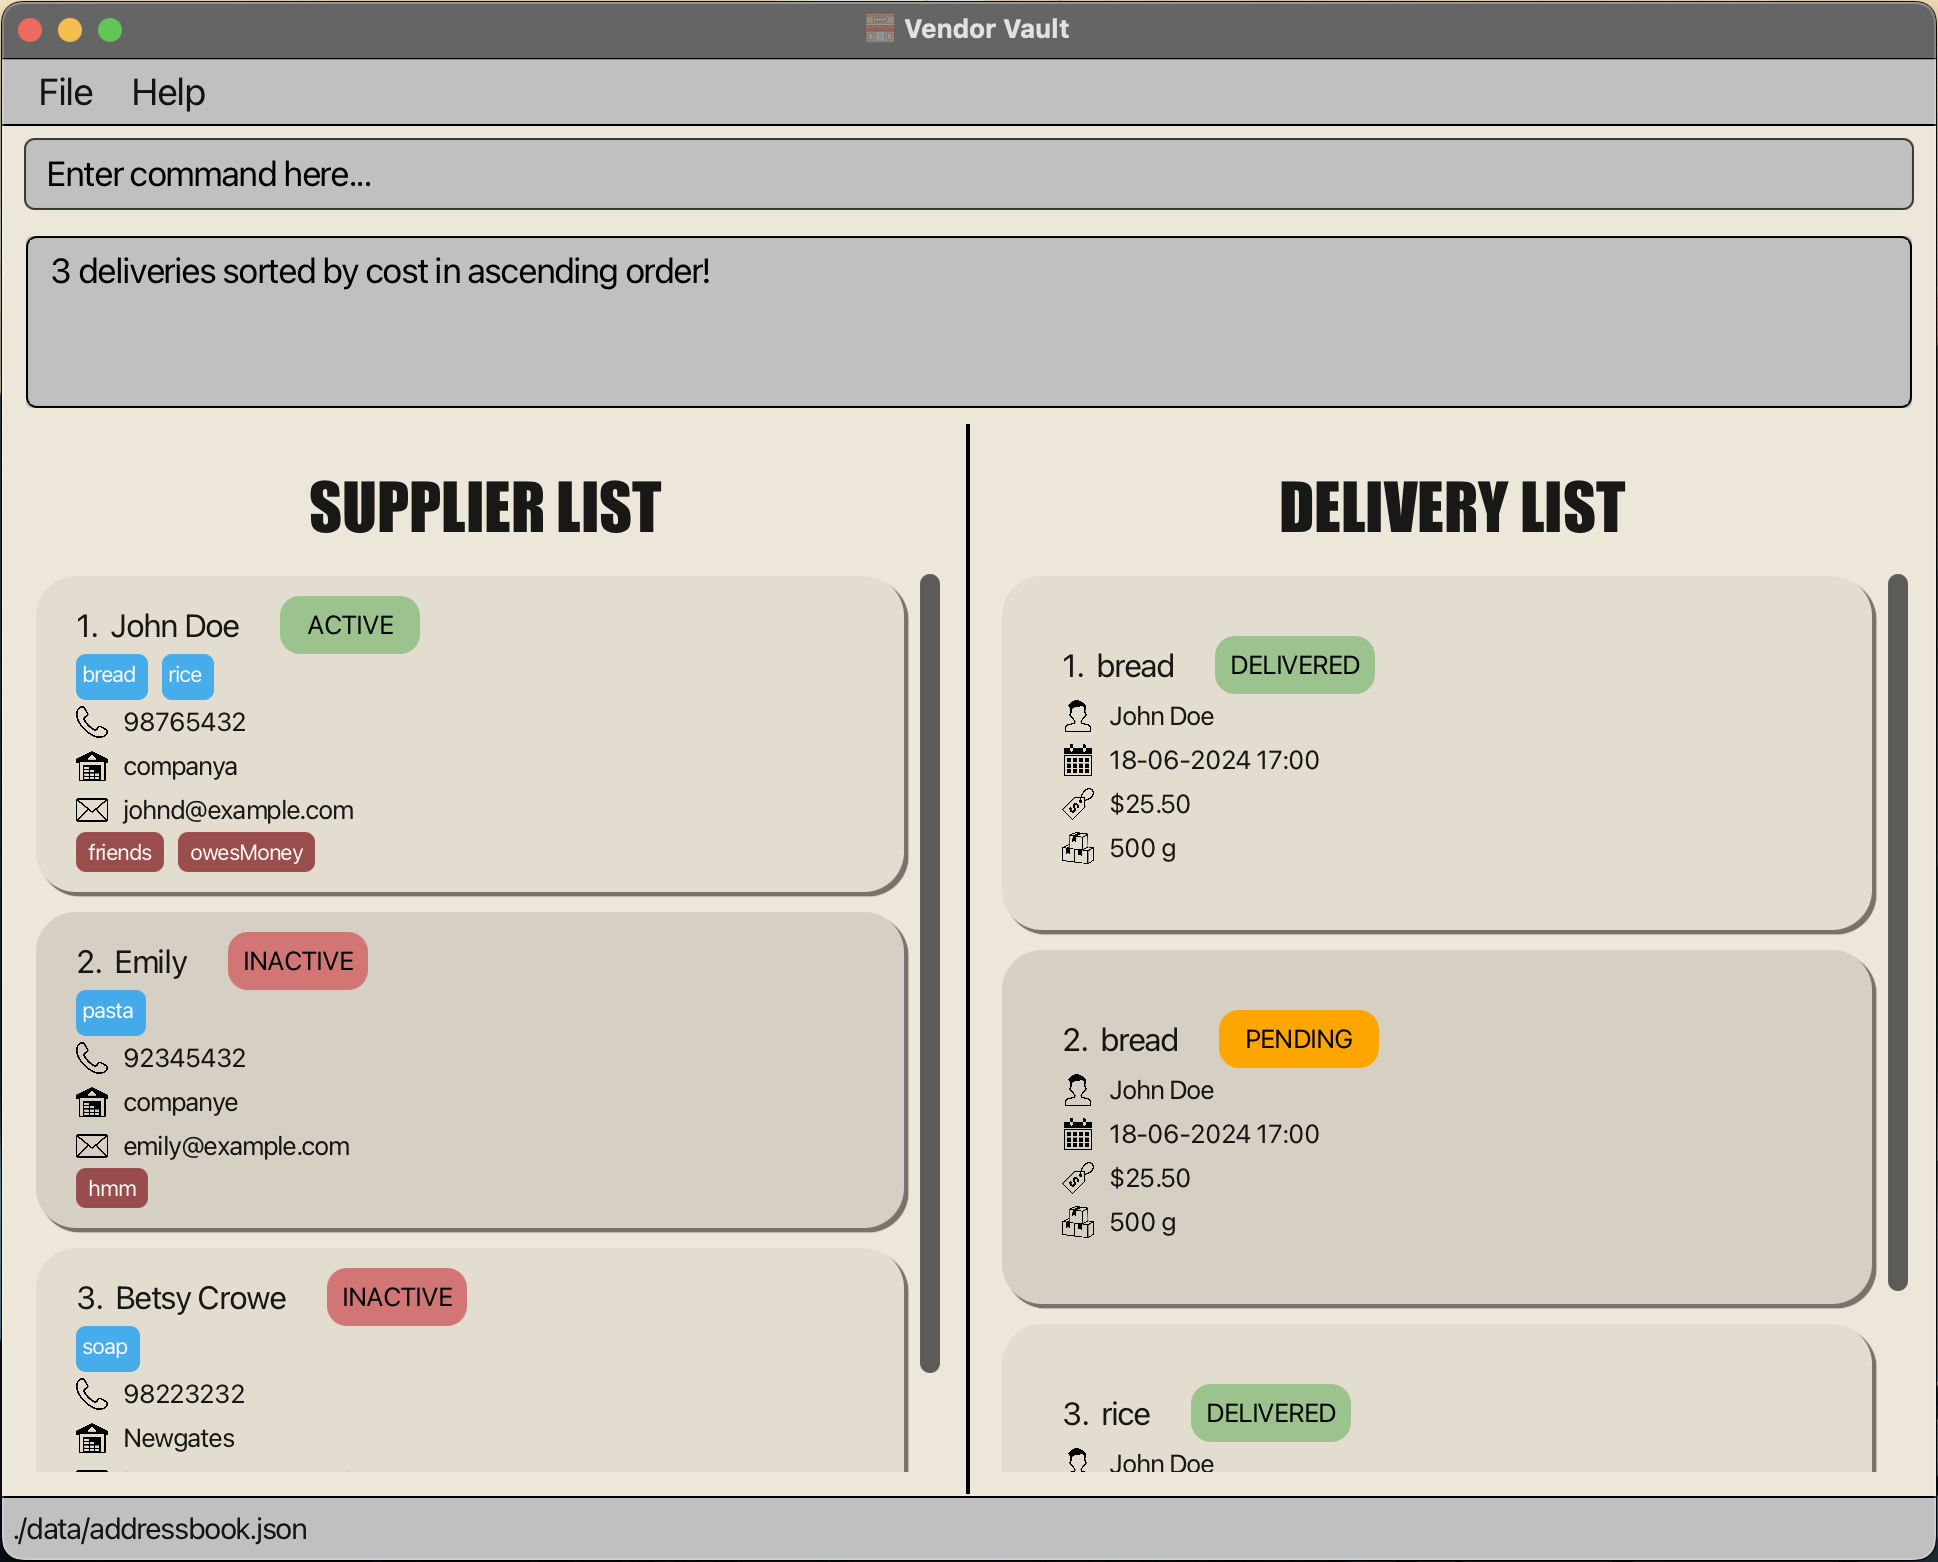 Vendor Vault
File Help
Enter command here...
3 deliveries sorted by cost in ascending order!
SUPPLIER LIST
1. John Doe ACTIVE
bread rice
98765432
companya
johnd@example.com
friends owesMoney
2. Emily INACTIVE
pasta
92345432
companye
emily@example.com
hmm
3. Betsy Crowe INACTIVE
soap
98223232
Newgates
DELIVERY LIST
1. bread DELIVERED
John Doe
18-06-2024 17:00
$25.50
500 g
2. bread PENDING
John Doe
18-06-2024 17:00
$25.50
500 g
3. rice DELIVERED
John Doe
./data/addressbook.json